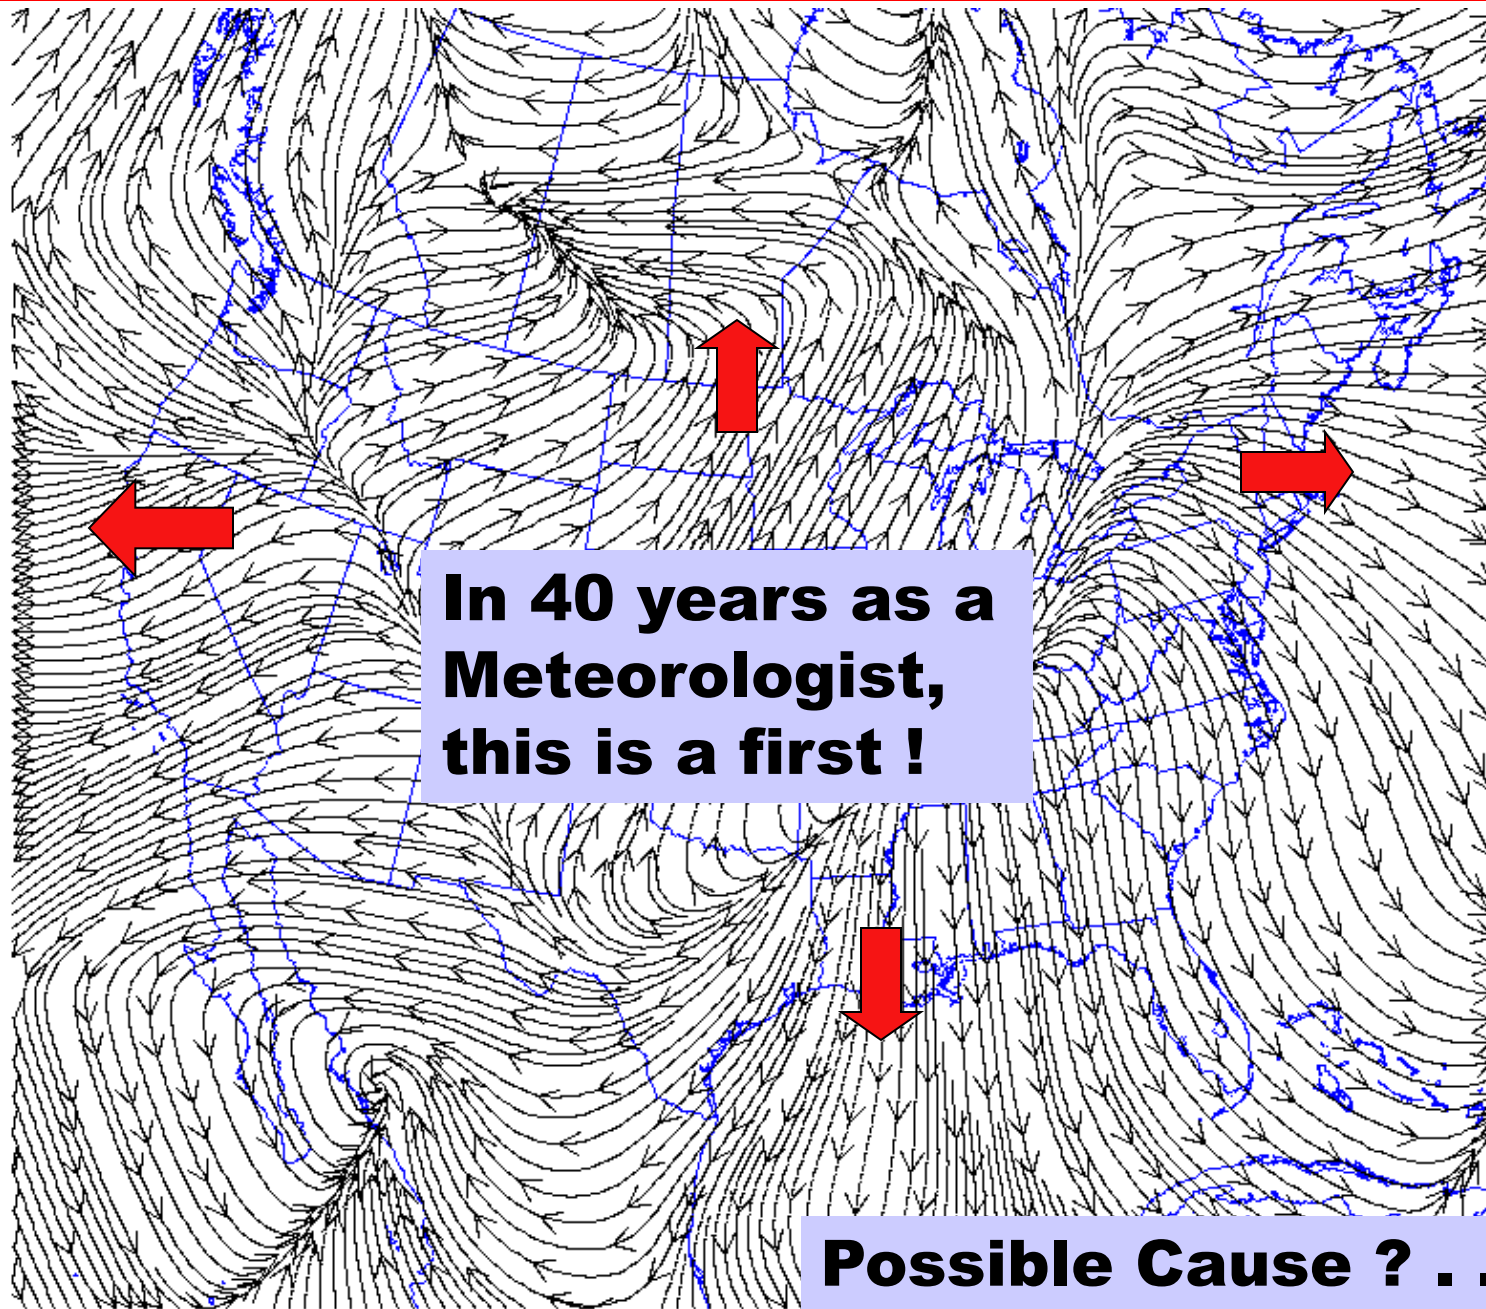 In 40 years as a
Meteorologist,
this is a first !
Possible Cause ? . .